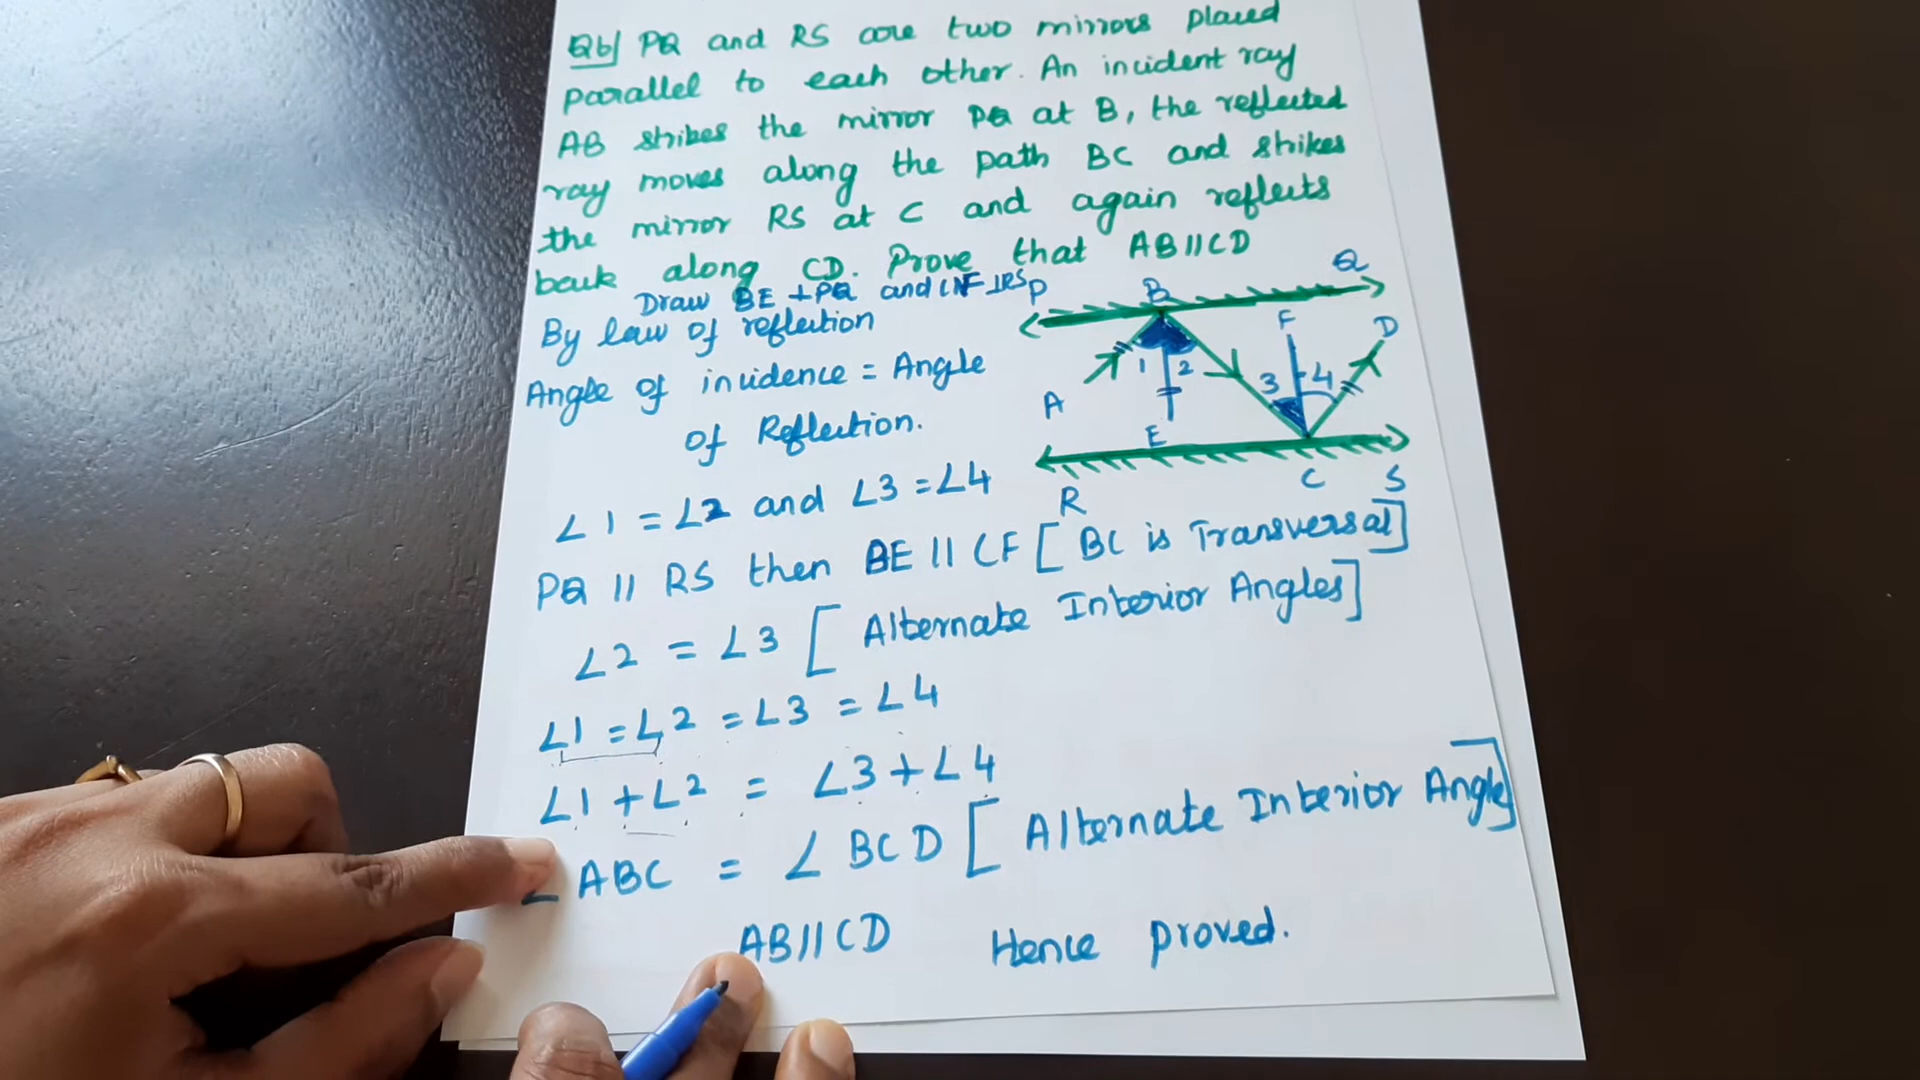 Q6/ PQ and RS are two mirrors placed
parallel to each other. An incident ray
AB strikes the mirror PQ at B, the reflected
ray moves along the path BC and strikes
the mirror RS at C and again reflects
back along CD. Prove that AB||CD
Draw BE ⊥ PQ and CF ⊥ RS
By law of reflection
Angle of incidence = Angle
of Reflection.
∠1 = ∠2 and ∠3 = ∠4
PQ || RS then BE || CF [BC is Transversal]
∠2 = ∠3 [Alternate Interior Angles]
∠1 = ∠2 = ∠3 = ∠4
∠1 + ∠2 = ∠3 + ∠4
∠ABC = ∠BCD [Alternate Interior Angles]
AB||CD Hence proved.
P B Q
F D
1 2 3 4
A
E
R C S